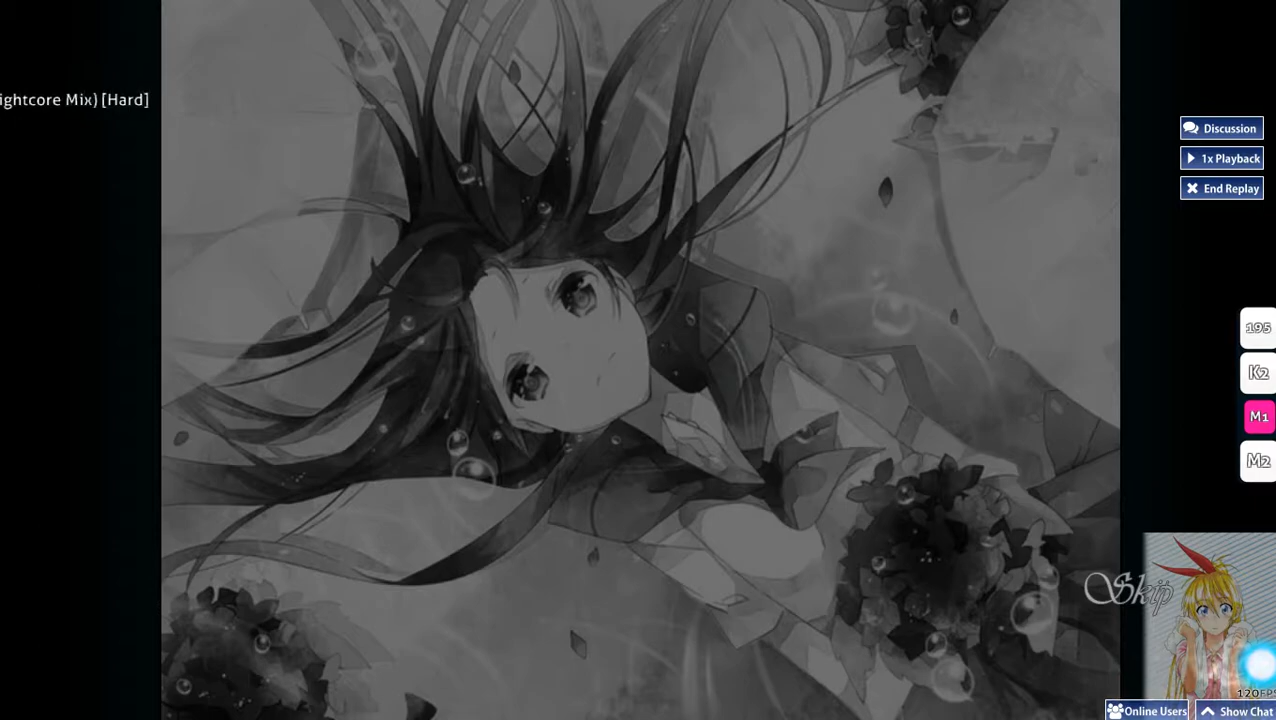 ightcore Mix) [Hard]
Discussion
1x Playback
End Replay
195
K2
M1
M2
Skip
120FPS
Online Users
Show Chat